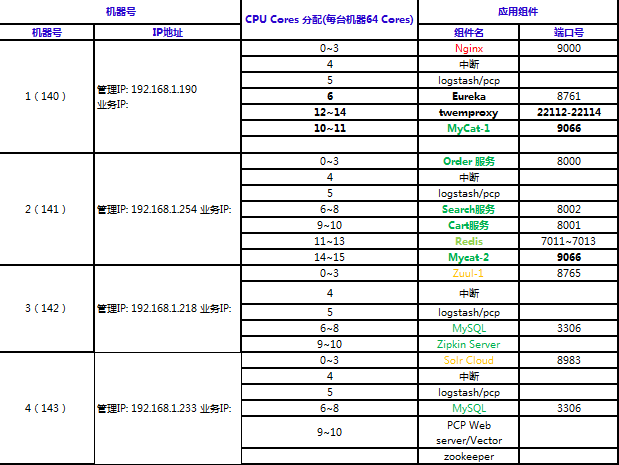 机器号 CPU Cores 分配(每台机器64 Cores) 应用组件
机器号 IP地址 组件名 端口号
1（140） 管理IP: 192.168.1.190
业务IP:
0~3 Nginx 9000
4 中断
5 logstash/pcp
6 Eureka 8761
12~14 twemproxy 22112-22114
10~11 MyCat-1 9066
2（141） 管理IP: 192.168.1.254 业务IP:
0~3 Order 服务 8000
4 中断
5 logstash/pcp
6~8 Search服务 8002
9~10 Cart服务 8001
11~13 Redis 7011~7013
14~15 Mycat-2 9066
3（142） 管理IP: 192.168.1.218 业务IP:
0~3 Zuul-1 8765
4 中断
5 logstash/pcp
6~8 MySQL 3306
9~10 Zipkin Server
4（143） 管理IP: 192.168.1.233 业务IP:
0~3 Solr Cloud 8983
4 中断
5 logstash/pcp
6~8 MySQL 3306
9~10 PCP Web
server/Vector
zookeeper